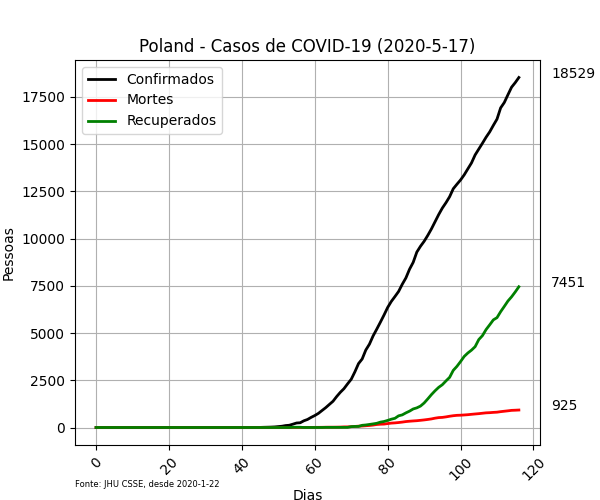 Poland - Casos de COVID-19 (2020-5-17)
Confirmados
Mortes
Recuperados
18529
7451
925
Pessoas
17500
15000
12500
10000
7500
5000
2500
0
0
20
40
60
80
100
120
Dias
Fonte: JHU CSSE, desde 2020-1-22